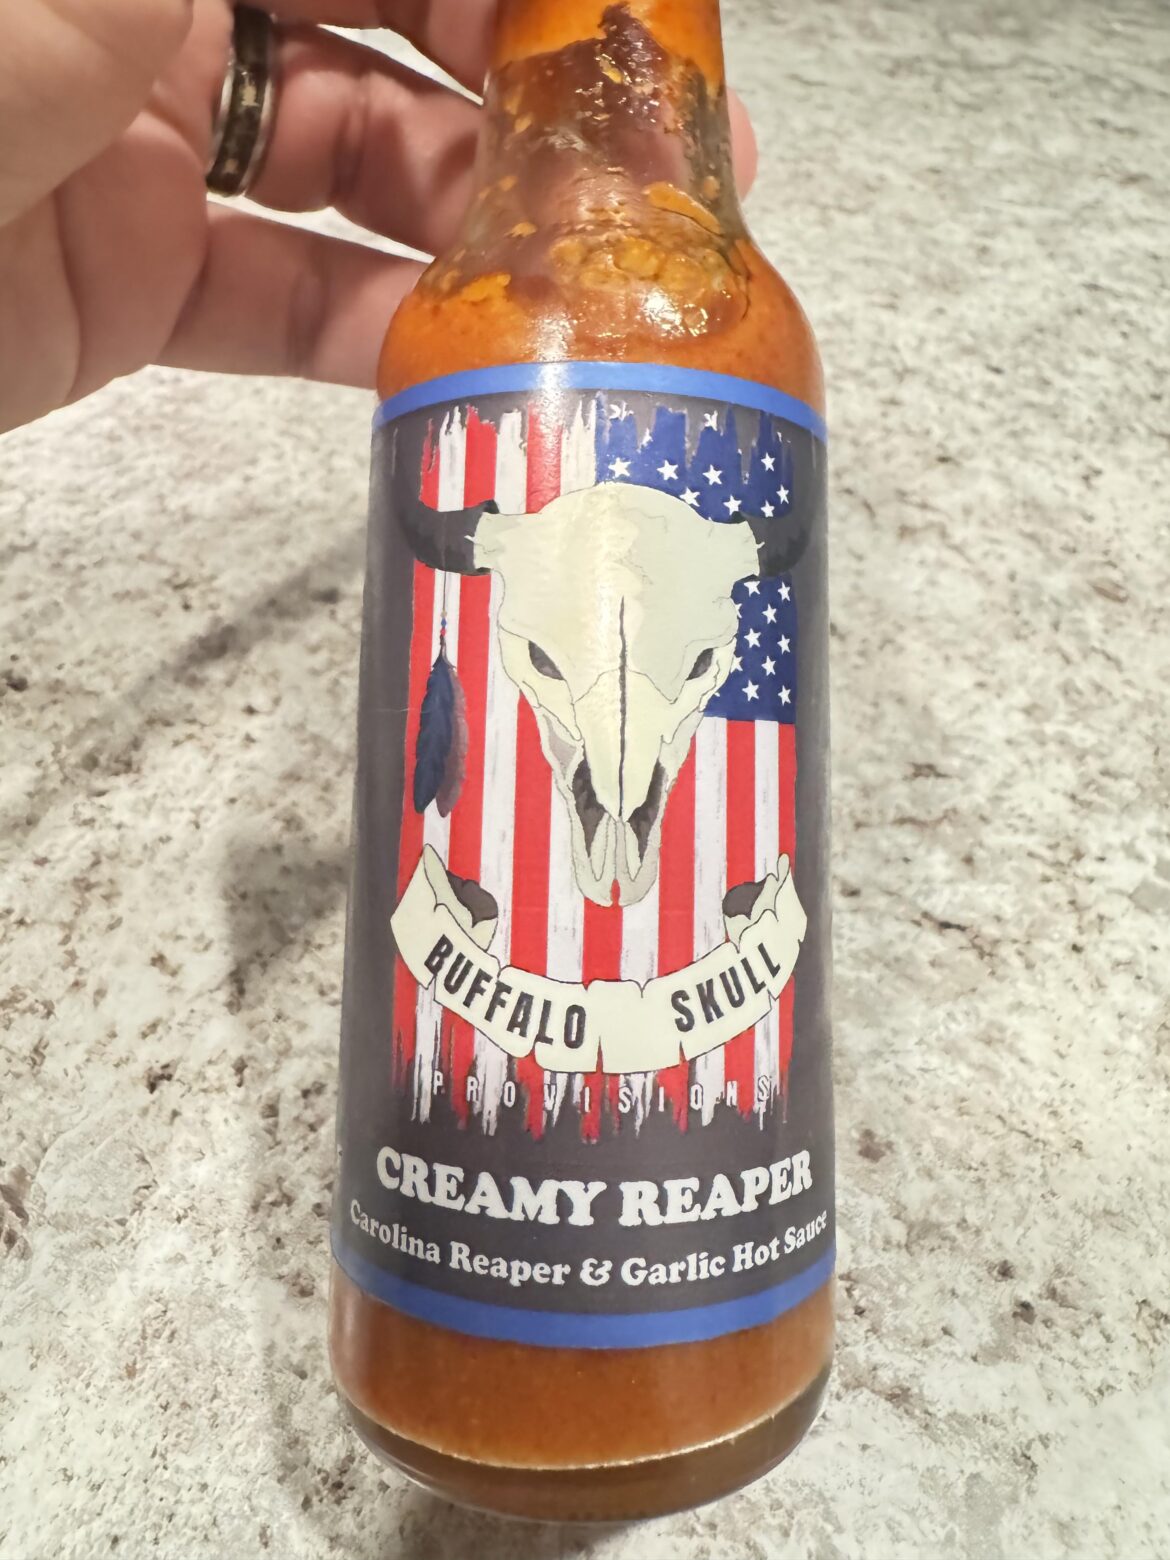 BUFFALO SKULL
PROVISIONS
CREAMY REAPER
Carolina Reaper & Garlic Hot Sauce